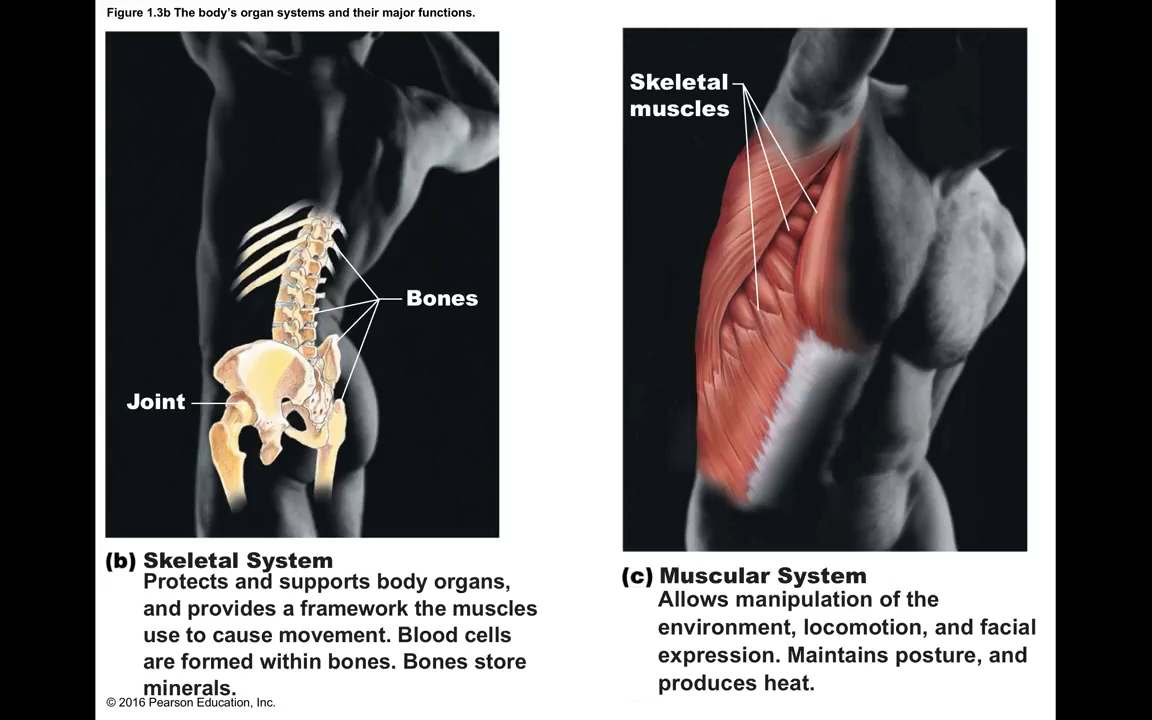 Figure 1.3b The body's organ systems and their major functions.
Bones
Joint
(b) Skeletal System
Protects and supports body organs,
and provides a framework the muscles
use to cause movement. Blood cells
are formed within bones. Bones store
minerals.
© 2016 Pearson Education, Inc.
Skeletal
muscles
(c) Muscular System
Allows manipulation of the
environment, locomotion, and facial
expression. Maintains posture, and
produces heat.